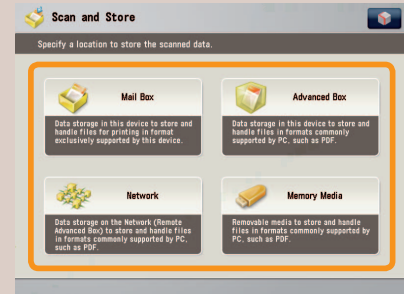 Scan and Store
Specify a location to store the scanned data.
Mail Box
Data storage in this device to store and
handle files for printing in format
exclusively supported by this device.
Advanced Box
Data storage in this device to store and
handle files in formats commonly
supported by PC, such as PDF.
Network
Data storage on the Network (Remote
Advanced Box) to store and handle files
in formats commonly supported by PC,
such as PDF.
Memory Media
Removable media to store and handle
files in formats commonly supported by
PC, such as PDF.